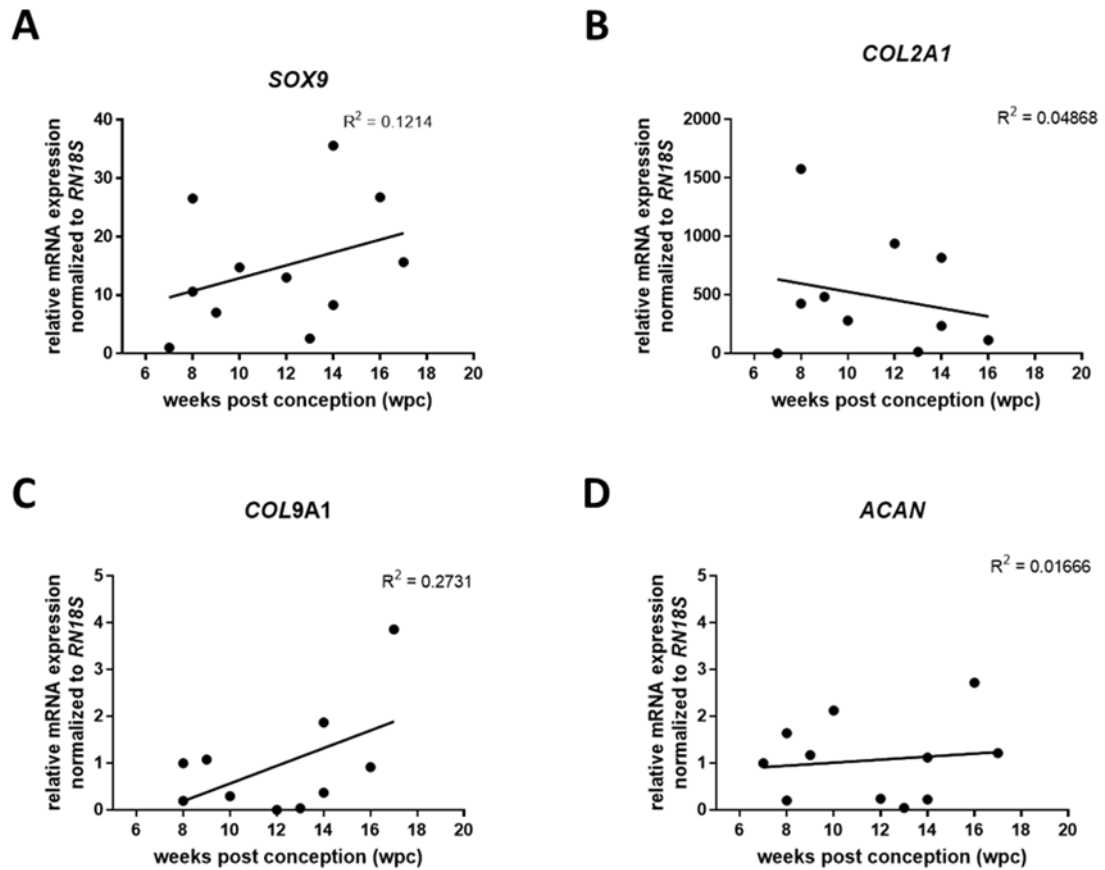 A
SOX9
R² = 0.1214
relative mRNA expression
normalized to RN18S
40
30
20
10
0
6 8 10 12 14 16 18 20
weeks post conception (wpc)
B
COL2A1
R² = 0.04868
relative mRNA expression
normalized to RN18S
2000
1500
1000
500
0
6 8 10 12 14 16 18 20
weeks post conception (wpc)
C
COL9A1
R² = 0.2731
relative mRNA expression
normalized to RN18S
5
4
3
2
1
0
6 8 10 12 14 16 18 20
weeks post conception (wpc)
D
ACAN
R² = 0.01666
relative mRNA expression
normalized to RN18S
5
4
3
2
1
0
6 8 10 12 14 16 18 20
weeks post conception (wpc)